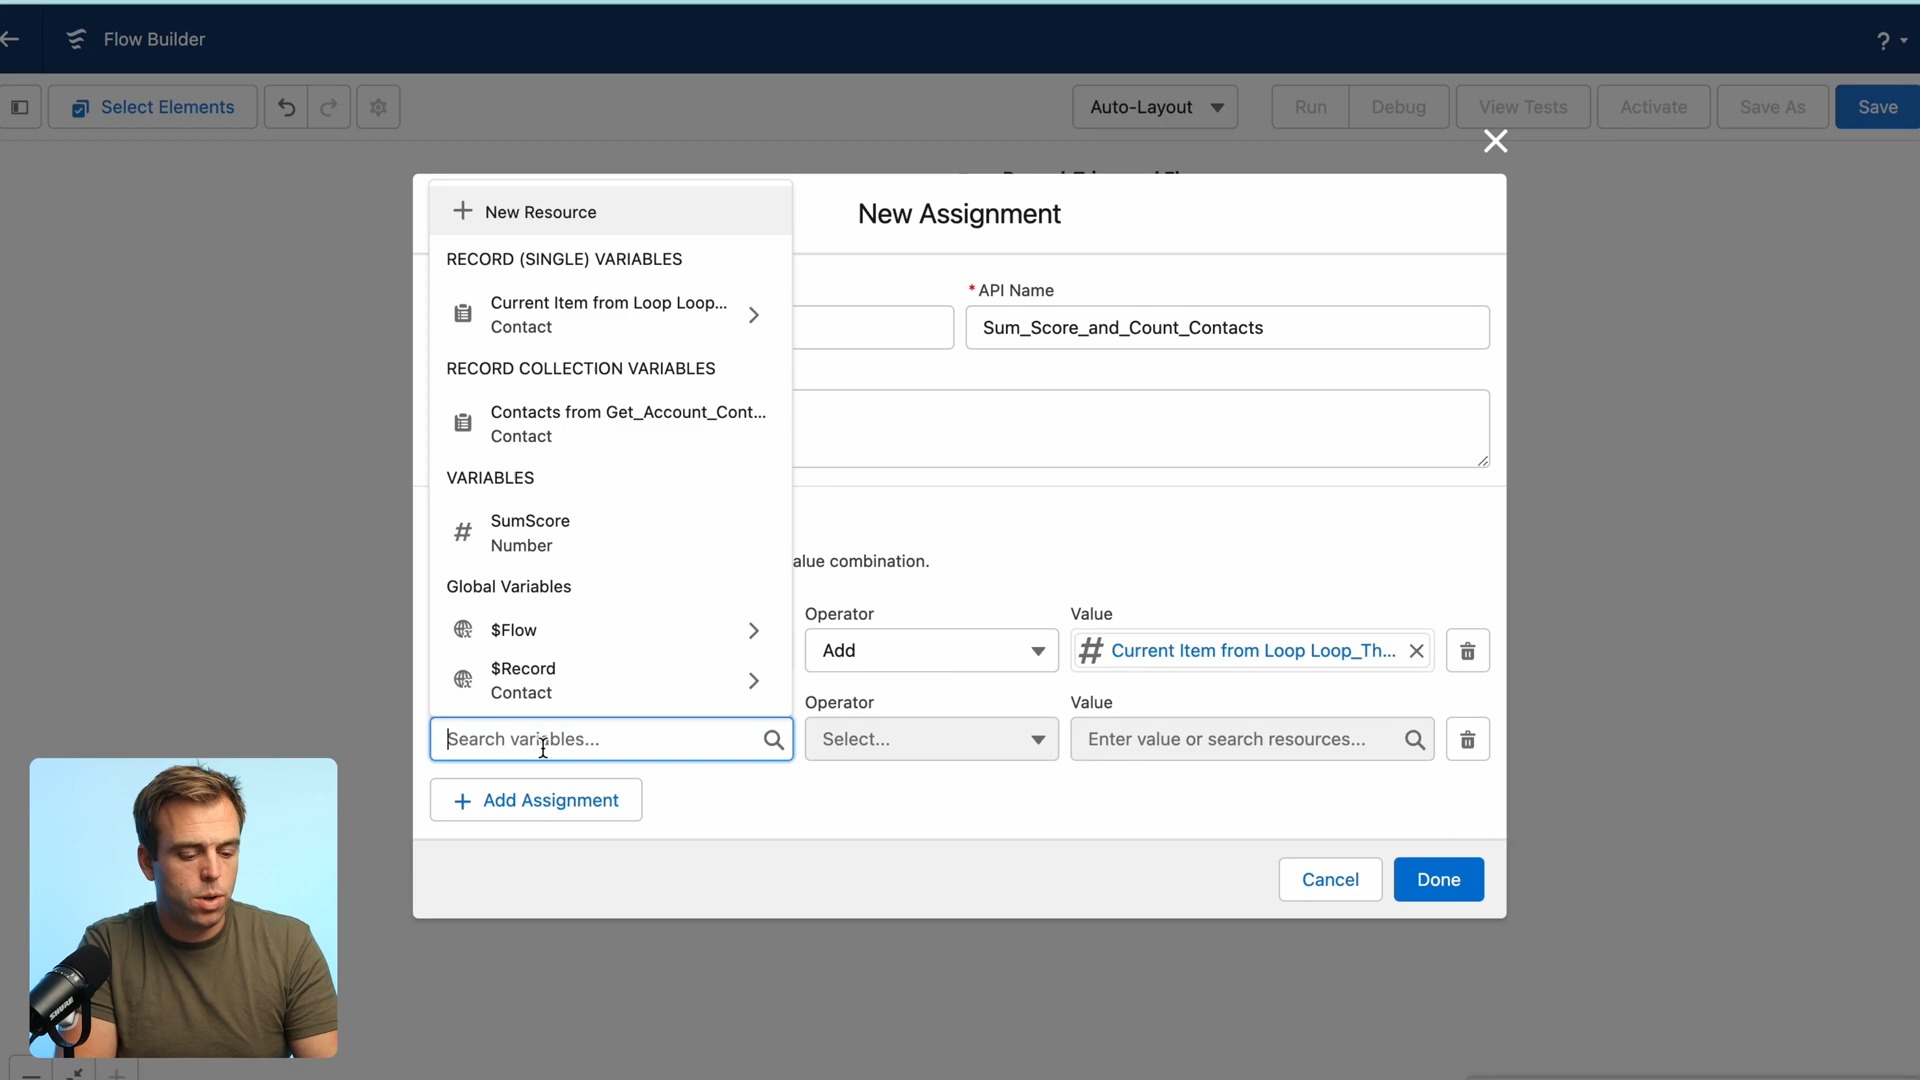 Flow Builder
?
Select Elements
Auto-Layout
Run
Debug
View Tests
Activate
Save As
Save
New Assignment
New Resource
RECORD (SINGLE) VARIABLES
Current Item from Loop Loop...
Contact
RECORD COLLECTION VARIABLES
Contacts from Get_Account_Cont...
Contact
VARIABLES
# SumScore
Number
Global Variables
$Flow
$Record
Contact
* API Name
Sum_Score_and_Count_Contacts
alue combination.
Operator
Value
Add
# Current Item from Loop Loop_Th...
Operator
Value
Search variables...
Select...
Enter value or search resources...
+ Add Assignment
Cancel
Done
SHURE